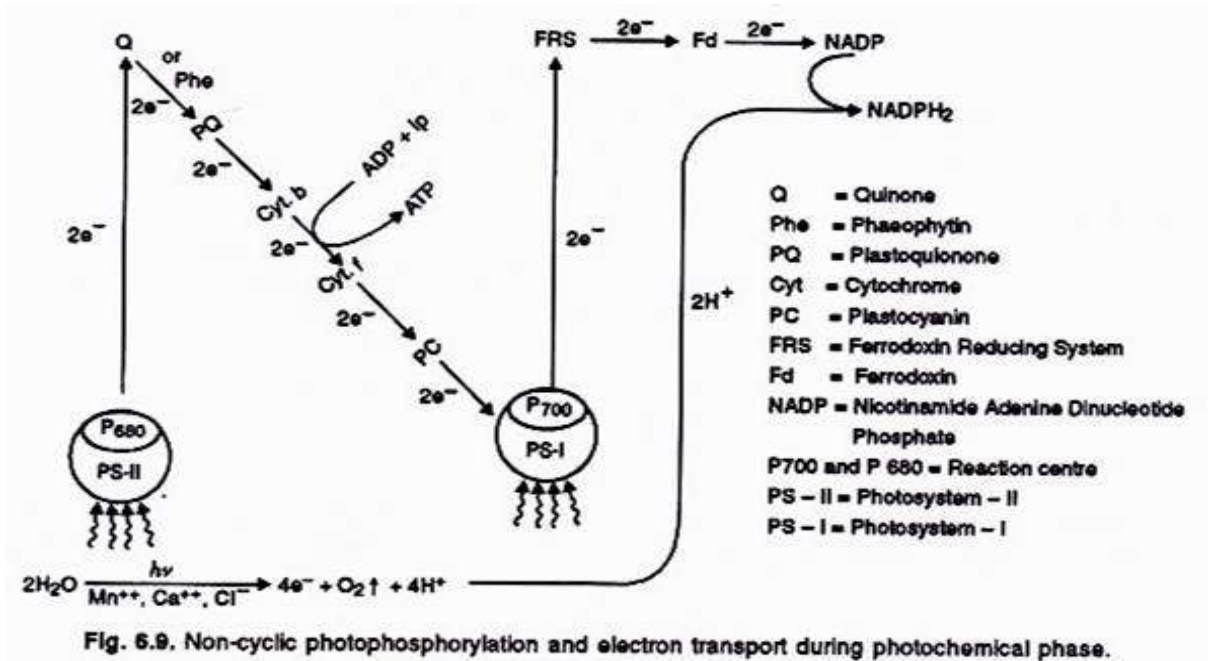 Q
or
Phe
2e⁻
PQ
2e⁻
Cyt. b
ADP + ip
ATP
2e⁻
Cyt. f
2e⁻
PC
2e⁻
2e⁻
P680
PS-II
FRS
2e⁻
Fd
2e⁻
NADP
NADPH₂
2e⁻
P700
PS-I
2H⁺
Q = Quinone
Phe = Phaeophytin
PQ = Plastoquionone
Cyt = Cytochrome
PC = Plastocyanin
FRS = Ferrodoxin Reducing System
Fd = Ferrodoxin
NADP = Nicotinamide Adenine Dinucleotide
Phosphate
P700 and P 680 = Reaction centre
PS – II = Photosystem – II
PS – I = Photosystem – I
hν
2H₂O 4e⁻ + O₂↑ + 4H⁺
Mn⁺⁺, Ca⁺⁺, Cl⁻
Fig. 6.9. Non-cyclic photophosphorylation and electron transport during photochemical phase.